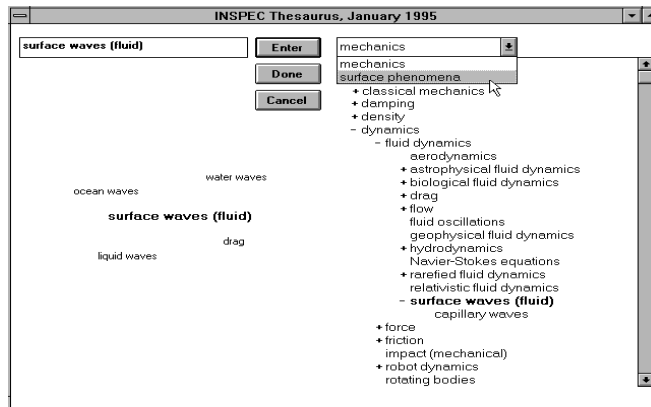 INSPEC Thesaurus, January 1995
surface waves (fluid)
Enter
Done
Cancel
water waves
ocean waves
surface waves (fluid)
drag
liquid waves
mechanics
mechanics
surface phenomena
+ classical mechanics
+ damping
+ density
- dynamics
- fluid dynamics
aerodynamics
+ astrophysical fluid dynamics
+ biological fluid dynamics
+ drag
+ flow
fluid oscillations
geophysical fluid dynamics
+ hydrodynamics
Navier-Stokes equations
+ rarefied fluid dynamics
relativistic fluid dynamics
- surface waves (fluid)
capillary waves
+ force
+ friction
impact (mechanical)
+ robot dynamics
rotating bodies